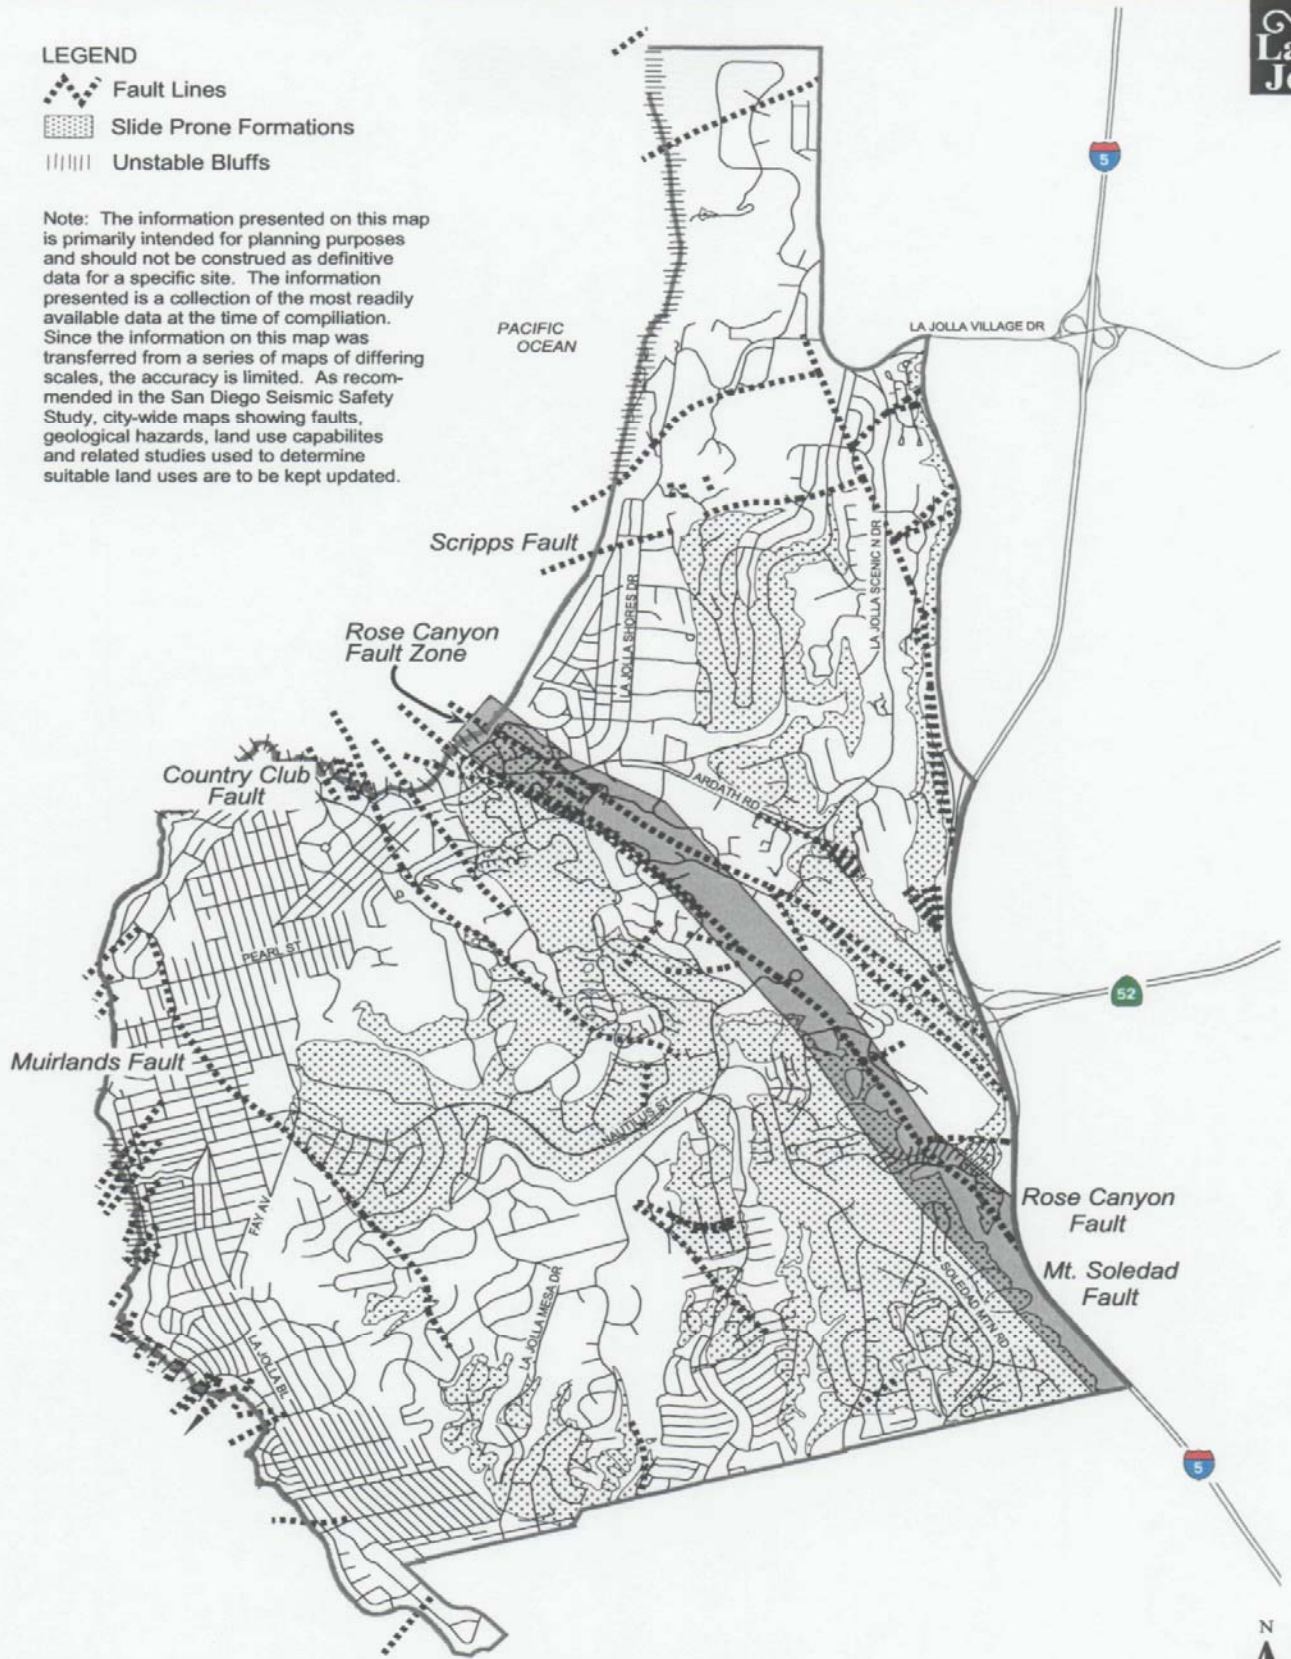 LEGEND
Fault Lines
Slide Prone Formations
Unstable Bluffs
Note: The information presented on this map
is primarily intended for planning purposes
and should not be construed as definitive
data for a specific site. The information
presented is a collection of the most readily
available data at the time of compiliation.
Since the information on this map was
transferred from a series of maps of differing
scales, the accuracy is limited. As recom-
mended in the San Diego Seismic Safety
Study, city-wide maps showing faults,
geological hazards, land use capabilites
and related studies used to determine
suitable land uses are to be kept updated.
La
5
PACIFIC
OCEAN
LA JOLLA VILLAGE DR
Scripps Fault
LA JOLLA SHORES DR
LA JOLLA SCENIC N DR
Rose Canyon
Fault Zone
Country Club
Fault
ARDATH RD
PEARL ST
52
Muirlands Fault
NAUTILUS ST
FAY AV
Rose Canyon
Fault
Mt. Soledad
Fault
SOLEDAD MTN RD
LA JOLLA MESA DR
LA JOLLA BL
5
N